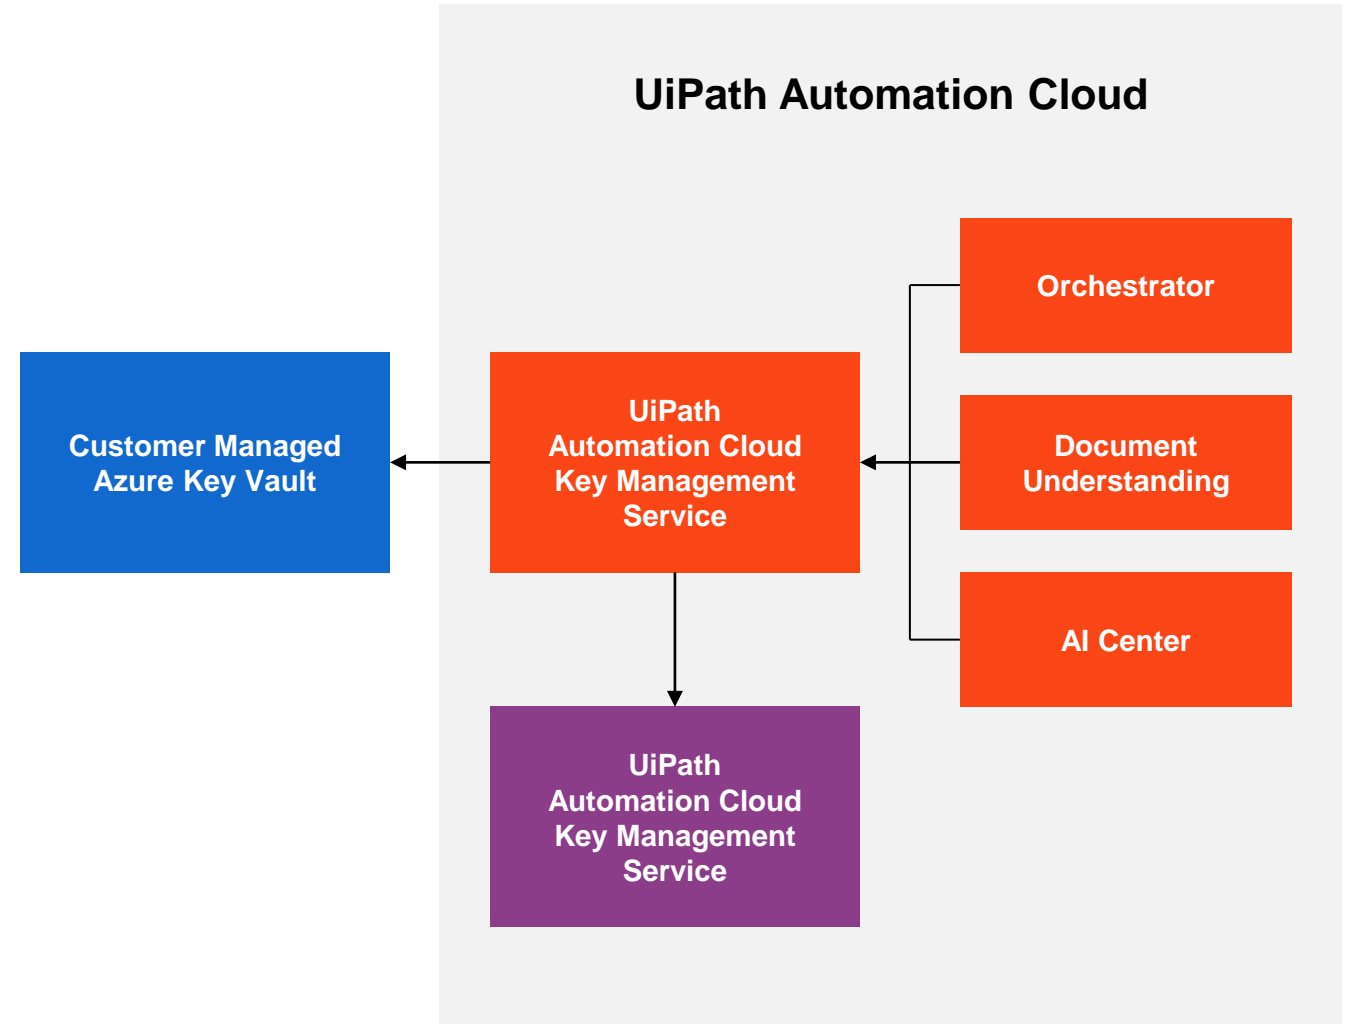 UiPath Automation Cloud
Customer Managed
Azure Key Vault
UiPath
Automation Cloud
Key Management
Service
Orchestrator
Document
Understanding
AI Center
UiPath
Automation Cloud
Key Management
Service